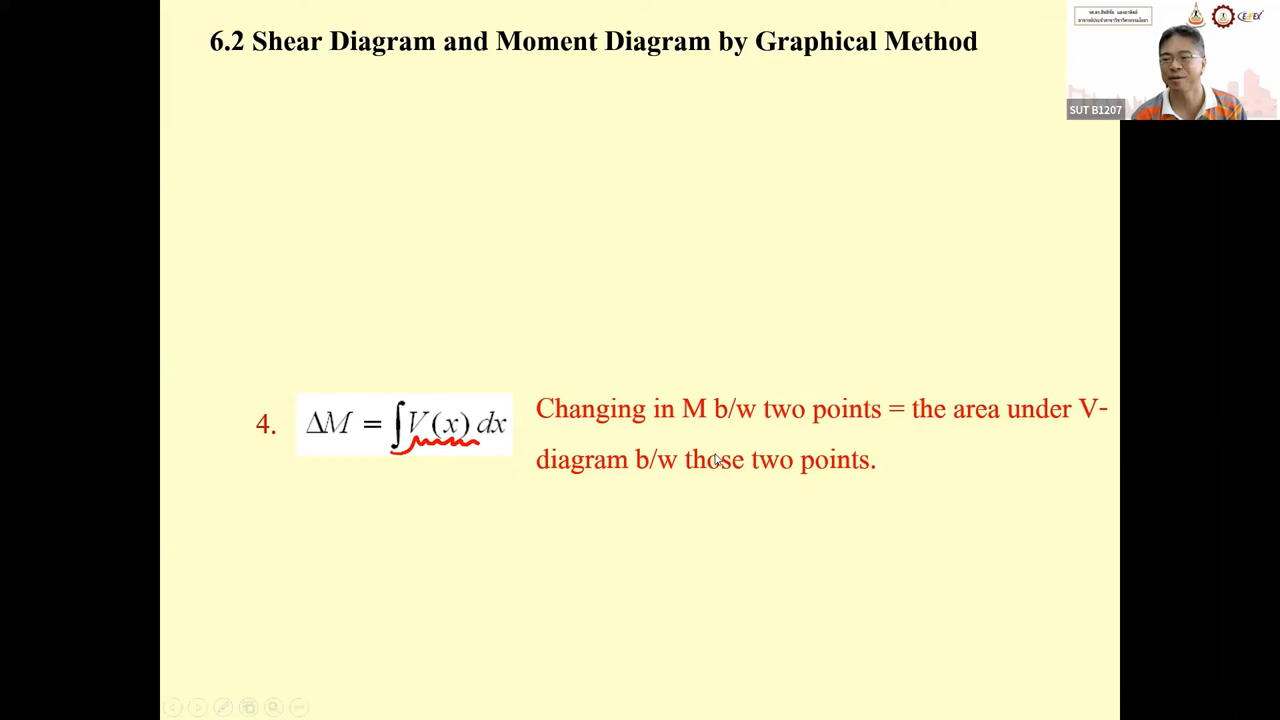 6.2 Shear Diagram and Moment Diagram by Graphical Method
SUT B1207
4. ΔM = ∫V(x) dx
Changing in M b/w two points = the area under V-
diagram b/w those two points.